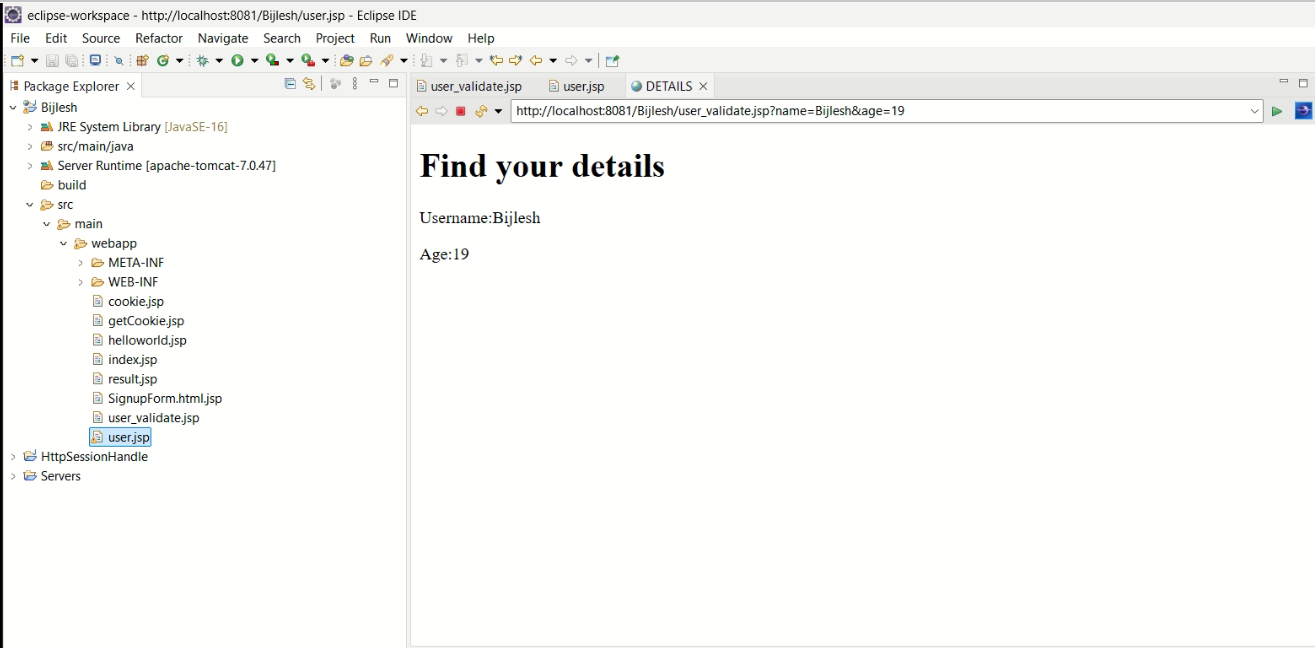 eclipse-workspace - http://localhost:8081/Bijlesh/user.jsp - Eclipse IDE
File Edit Source Refactor Navigate Search Project Run Window Help
Package Explorer
Bijlesh
JRE System Library [JavaSE-16]
src/main/java
Server Runtime [apache-tomcat-7.0.47]
build
src
main
webapp
META-INF
WEB-INF
cookie.jsp
getCookie.jsp
helloworld.jsp
index.jsp
result.jsp
SignupForm.html.jsp
user_validate.jsp
user.jsp
HttpSessionHandle
Servers
user_validate.jsp user.jsp DETAILS
http://localhost:8081/Bijlesh/user_validate.jsp?name=Bijlesh&age=19
Find your details
Username:Bijlesh
Age:19